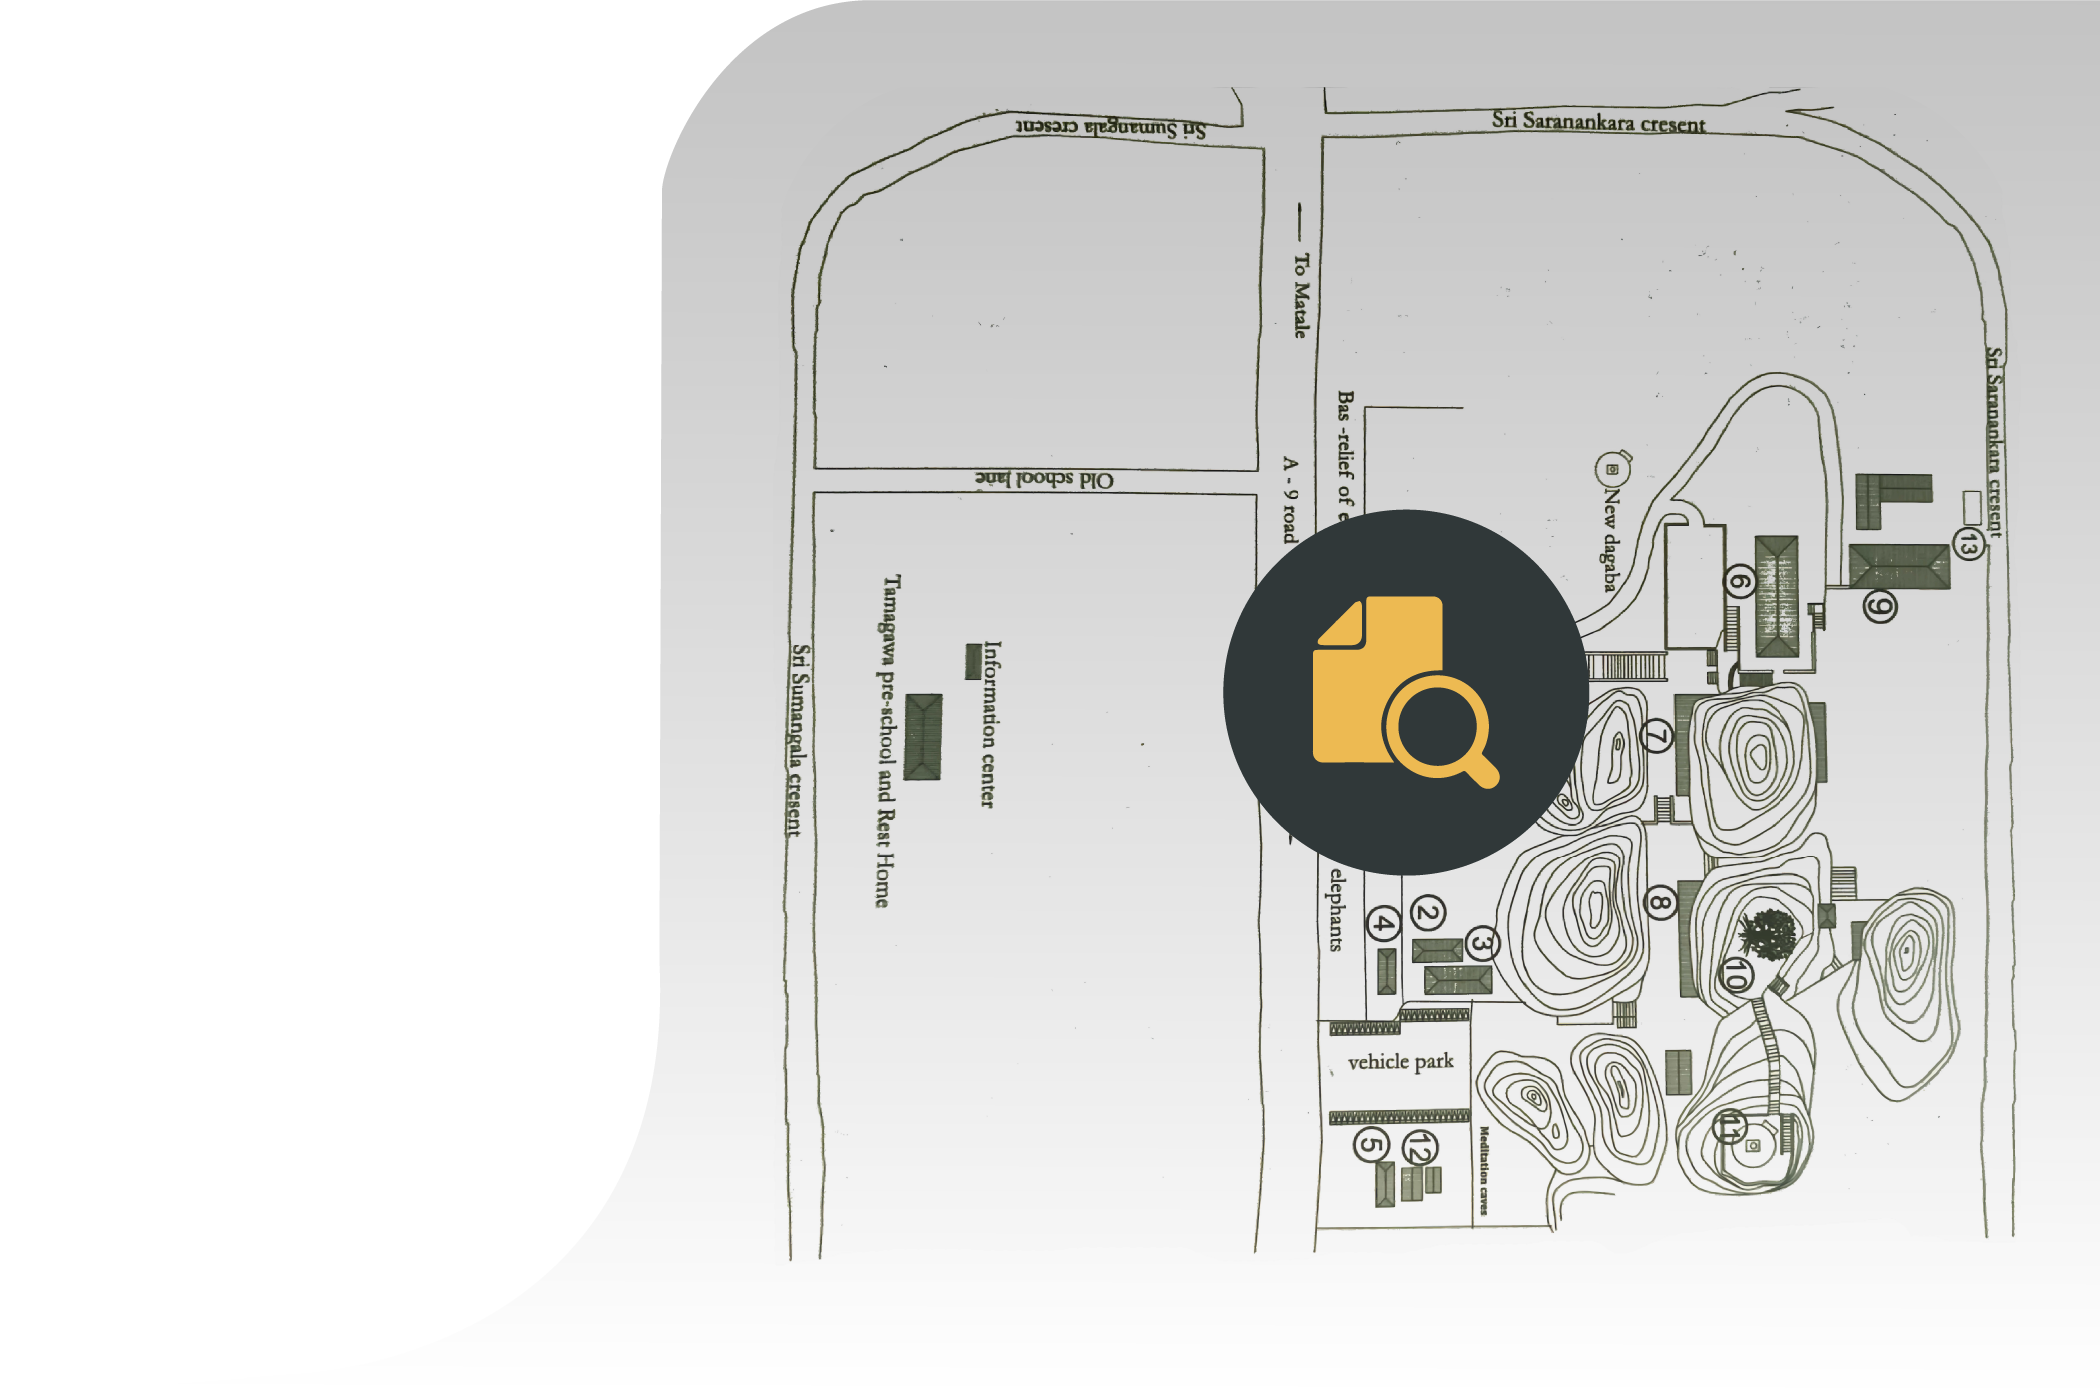 Sri Sumangala cresent
Sri Saranankara cresent
To Matale
Sri Saranankara cresent
Bas -relief of e
A - 9 road
Old school lane
New dagaba
13
6
9
Tamagawa pre-school and Rest Home
Information center
Sri Sumangala cresent
7
elephants
4
2
3
8
10
vehicle park
5
12
Meditation caves
11